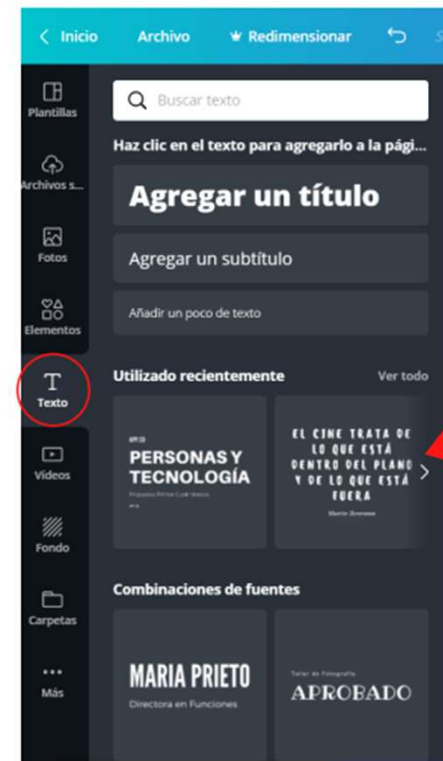 Inicio
Archivo
Redimensionar
Plantillas
Buscar texto
Haz clic en el texto para agregarlo a la pági...
Archivos s...
Agregar un título
Fotos
Agregar un subtítulo
Elementos
Añadir un poco de texto
Texto
Utilizado recientemente
Ver todo
Vídeos
PERSONAS Y
TECNOLOGÍA
EL CINE TRATA DE
LO QUE ESTÁ
DENTRO DEL PLANO
Y DE LO QUE ESTÁ
FUERA
Martin Scorsese
Fondo
Carpetas
Combinaciones de fuentes
Más
MARIA PRIETO
Directora en Funciones
Taller de Fotografía
APROBADO